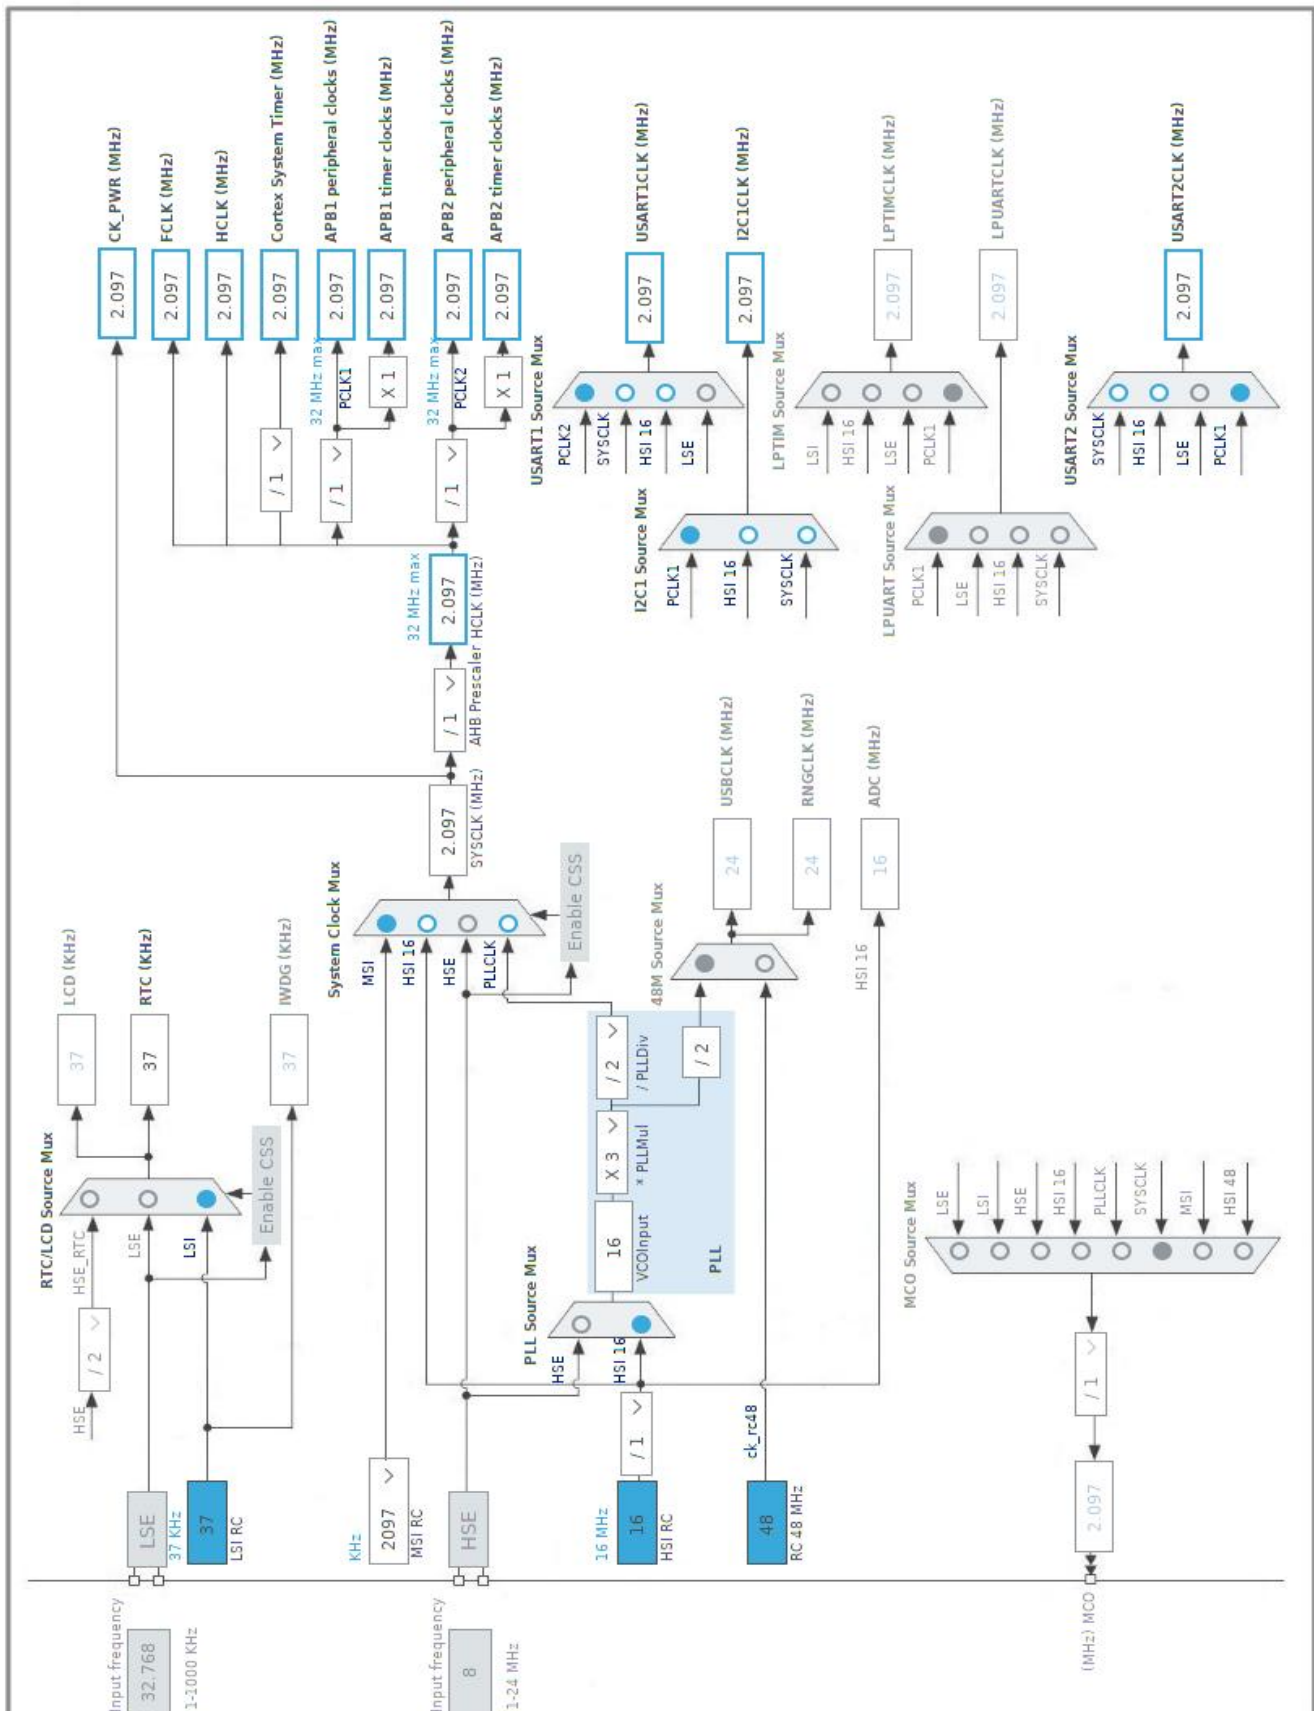 Input frequency
32.768
1-1000 KHz
LSE
37 KHz
37
LSI RC
HSE
/ 2
HSE_RTC
LSE
LSI
RTC/LCD Source Mux
Enable CSS
37
LCD (KHz)
37
RTC (KHz)
37
IWDG (KHz)
Input frequency
8
1-24 MHz
KHz
2097
MSI RC
HSE
16 MHz
16
HSI RC
/ 1
48
RC 48 MHz
ck_rc48
PLL Source Mux
HSE
HSI 16
16
VCOInput
X 3
* PLLMul
/ 2
/ PLLDiv
/ 2
PLL
System Clock Mux
MSI
HSI 16
HSE
PLLCLK
Enable CSS
48M Source Mux
24
USBCLK (MHz)
24
RNGCLK (MHz)
HSI 16
16
ADC (MHz)
2.097
SYSCLK (MHz)
/ 1
AHB Prescaler
32 MHz max
2.097
HCLK (MHz)
/ 1
/ 1
32 MHz max
PCLK1
X 1
/ 1
32 MHz max
PCLK2
X 1
2.097
CK_PWR (MHz)
2.097
FCLK (MHz)
2.097
HCLK (MHz)
2.097
Cortex System Timer (MHz)
2.097
APB1 peripheral clocks (MHz)
2.097
APB1 timer clocks (MHz)
2.097
APB2 peripheral clocks (MHz)
2.097
APB2 timer clocks (MHz)
USART1 Source Mux
PCLK2
SYSCLK
HSI 16
LSE
2.097
USART1CLK (MHz)
I2C1 Source Mux
PCLK1
HSI 16
SYSCLK
2.097
I2C1CLK (MHz)
LPTIM Source Mux
LSI
HSI 16
LSE
PCLK1
2.097
LPTIMCLK (MHz)
LPUART Source Mux
PCLK1
LSE
HSI 16
SYSCLK
2.097
LPUARTCLK (MHz)
USART2 Source Mux
SYSCLK
HSI 16
LSE
PCLK1
2.097
USART2CLK (MHz)
MCO Source Mux
LSE
LSI
HSE
HSI 16
PLLCLK
SYSCLK
MSI
HSI 48
/ 1
2.097
(MHz) MCO